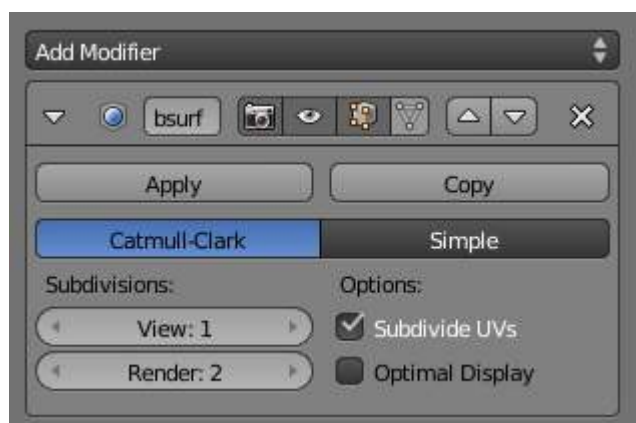 Add Modifier
bsurf
Apply Copy
Catmull-Clark Simple
Subdivisions: Options:
View: 1 Subdivide UVs
Render: 2 Optimal Display